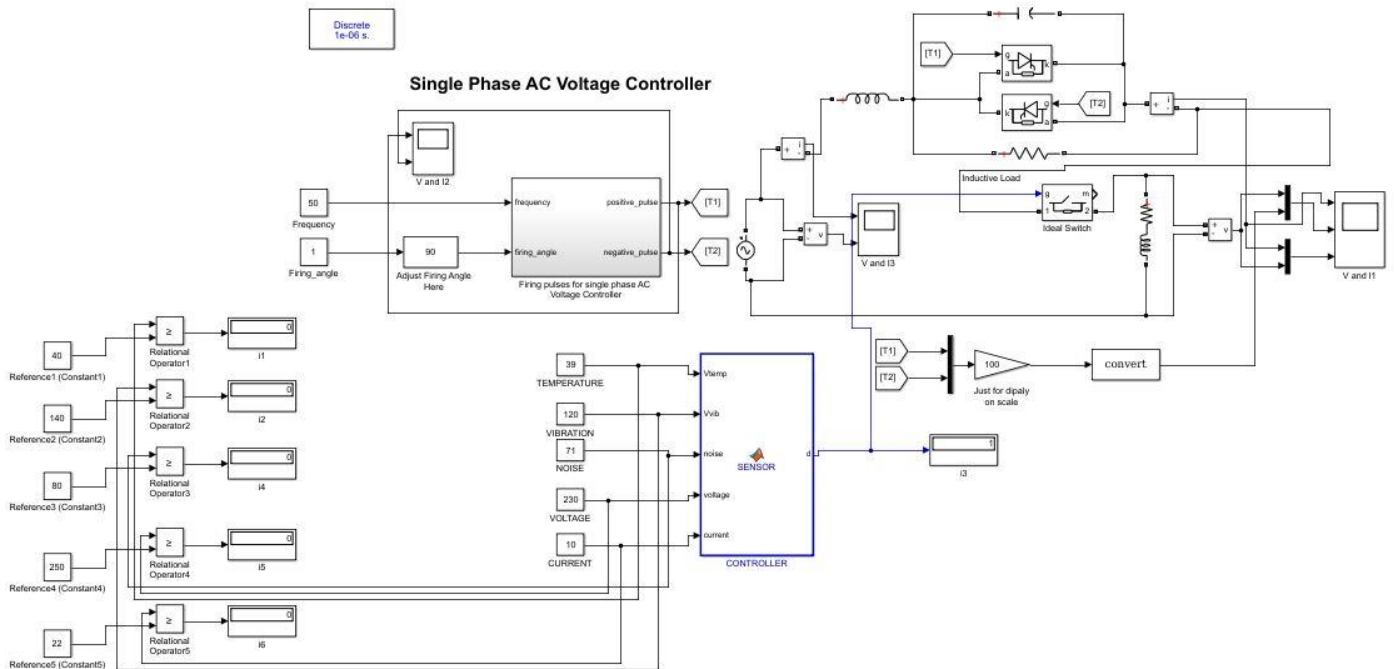 Discrete
1e-06 s.
Single Phase AC Voltage Controller
[T1]
[T2]
g
a
k
k
g
a
+
i
-
+
i
-
V and I2
50
Frequency
1
Firing_angle
90
Adjust Firing Angle
Here
frequency
firing_angle
positive_pulse
negative_pulse
Firing pulses for single phase AC
Voltage Controller
[T1]
[T2]
+
-
v
V and I3
Inductive Load
g
m
1
2
Ideal Switch
+
-
v
V and I1
40
Reference1 (Constant1)
≥
Relational
Operator1
0
i1
140
Reference2 (Constant2)
≥
Relational
Operator2
0
i2
80
Reference3 (Constant3)
≥
Relational
Operator3
0
i4
250
Reference4 (Constant4)
≥
Relational
Operator4
0
i5
22
Reference5 (Constant5)
≥
Relational
Operator5
0
i6
39
TEMPERATURE
120
VIBRATION
71
NOISE
230
VOLTAGE
10
CURRENT
Vtemp
Vvib
noise
voltage
current
SENSOR
d
CONTROLLER
[T1]
[T2]
100
Just for dipaly
on scale
convert
1
i3